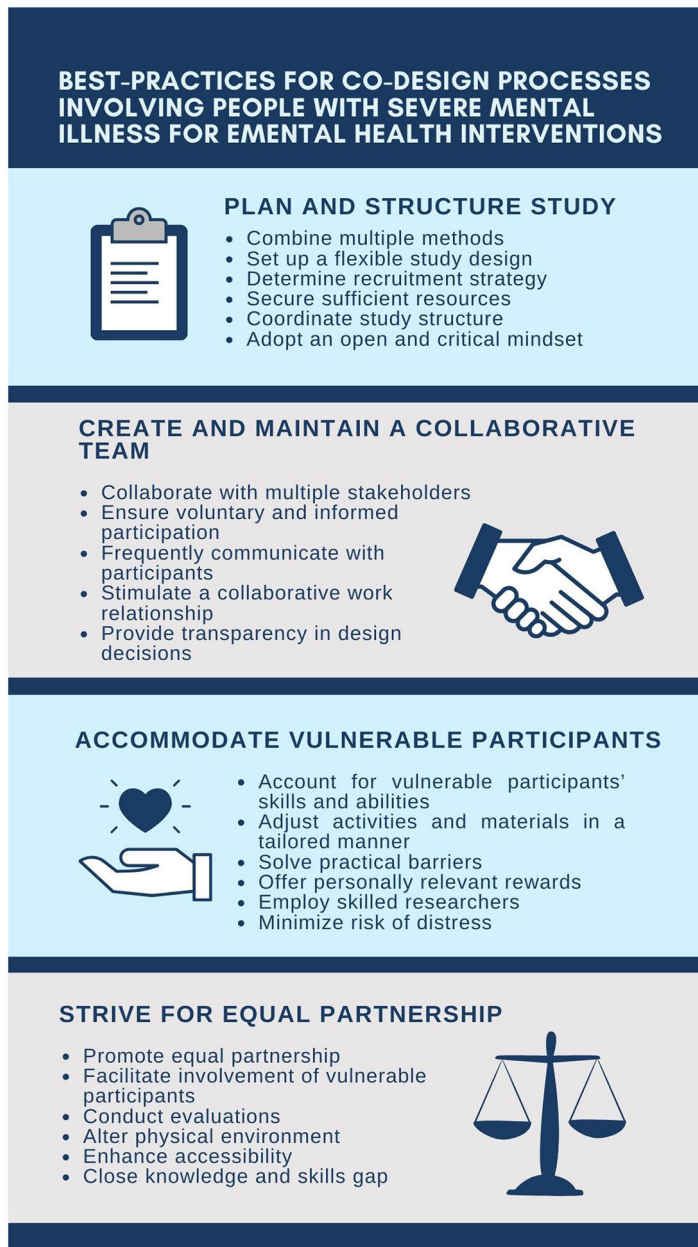 BEST-PRACTICES FOR CO-DESIGN PROCESSES
INVOLVING PEOPLE WITH SEVERE MENTAL
ILLNESS FOR EMENTAL HEALTH INTERVENTIONS
PLAN AND STRUCTURE STUDY
• Combine multiple methods
• Set up a flexible study design
• Determine recruitment strategy
• Secure sufficient resources
• Coordinate study structure
• Adopt an open and critical mindset
CREATE AND MAINTAIN A COLLABORATIVE
TEAM
• Collaborate with multiple stakeholders
• Ensure voluntary and informed
participation
• Frequently communicate with
participants
• Stimulate a collaborative work
relationship
• Provide transparency in design
decisions
ACCOMMODATE VULNERABLE PARTICIPANTS
• Account for vulnerable participants’
skills and abilities
• Adjust activities and materials in a
tailored manner
• Solve practical barriers
• Offer personally relevant rewards
• Employ skilled researchers
• Minimize risk of distress
STRIVE FOR EQUAL PARTNERSHIP
• Promote equal partnership
• Facilitate involvement of vulnerable
participants
• Conduct evaluations
• Alter physical environment
• Enhance accessibility
• Close knowledge and skills gap